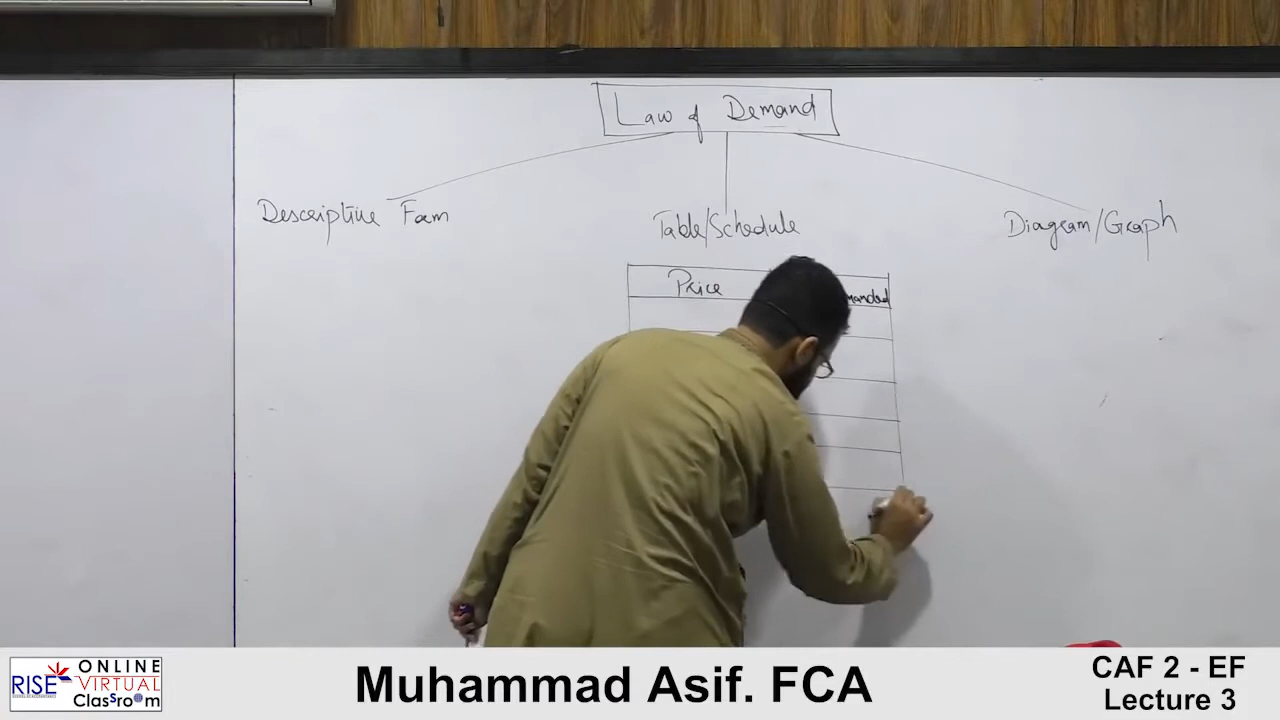 Law of Demand
Descriptive Form
Table/Schedule
Diagram/Graph
Price
RISE
ONLINE
VIRTUAL
Classroom
Muhammad Asif. FCA
CAF 2 - EF
Lecture 3